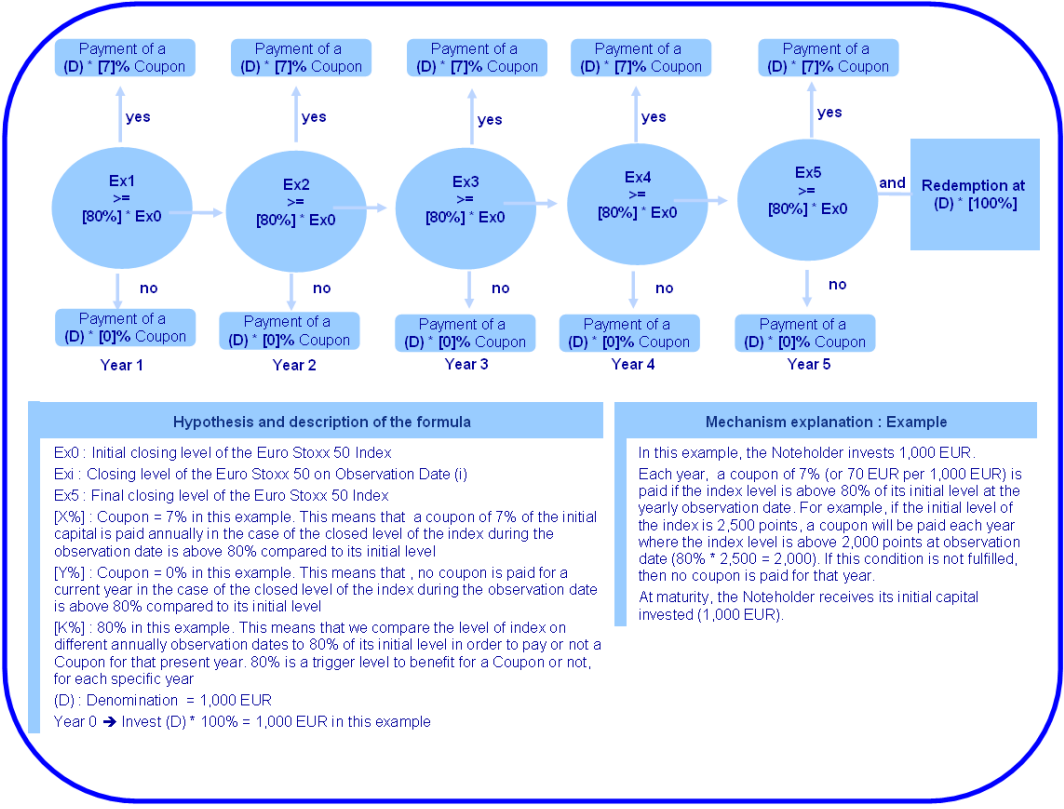 Payment of a
(D) * [7]% Coupon
Payment of a
(D) * [7]% Coupon
Payment of a
(D) * [7]% Coupon
Payment of a
(D) * [7]% Coupon
Payment of a
(D) * [7]% Coupon
yes
yes
yes
yes
yes
Ex1
>=
[80%] * Ex0
Ex2
>=
[80%] * Ex0
Ex3
>=
[80%] * Ex0
Ex4
>=
[80%] * Ex0
Ex5
>=
[80%] * Ex0
and
Redemption at
(D) * [100%]
no
no
no
no
no
Payment of a
(D) * [0]% Coupon
Payment of a
(D) * [0]% Coupon
Payment of a
(D) * [0]% Coupon
Payment of a
(D) * [0]% Coupon
Payment of a
(D) * [0]% Coupon
Year 1
Year 2
Year 3
Year 4
Year 5
Hypothesis and description of the formula
Ex0 : Initial closing level of the Euro Stoxx 50 Index
Exi : Closing level of the Euro Stoxx 50 on Observation Date (i)
Ex5 : Final closing level of the Euro Stoxx 50 Index
[X%] : Coupon = 7% in this example. This means that a coupon of 7% of the initial
capital is paid annually in the case of the closed level of the index during the
observation date is above 80% compared to its initial level
[Y%] : Coupon = 0% in this example. This means that , no coupon is paid for a
current year in the case of the closed level of the index during the observation date
is above 80% compared to its initial level
[K%] : 80% in this example. This means that we compare the level of index on
different annually observation dates to 80% of its initial level in order to pay or not a
Coupon for that present year. 80% is a trigger level to benefit for a Coupon or not,
for each specific year
(D) : Denomination = 1,000 EUR
Year 0 ➔ Invest (D) * 100% = 1,000 EUR in this example
Mechanism explanation : Example
In this example, the Noteholder invests 1,000 EUR.
Each year, a coupon of 7% (or 70 EUR per 1,000 EUR) is
paid if the index level is above 80% of its initial level at the
yearly observation date. For example, if the initial level of
the index is 2,500 points, a coupon will be paid each year
where the index level is above 2,000 points at observation
date (80% * 2,500 = 2,000). If this condition is not fulfilled,
then no coupon is paid for that year.
At maturity, the Noteholder receives its initial capital
invested (1,000 EUR).